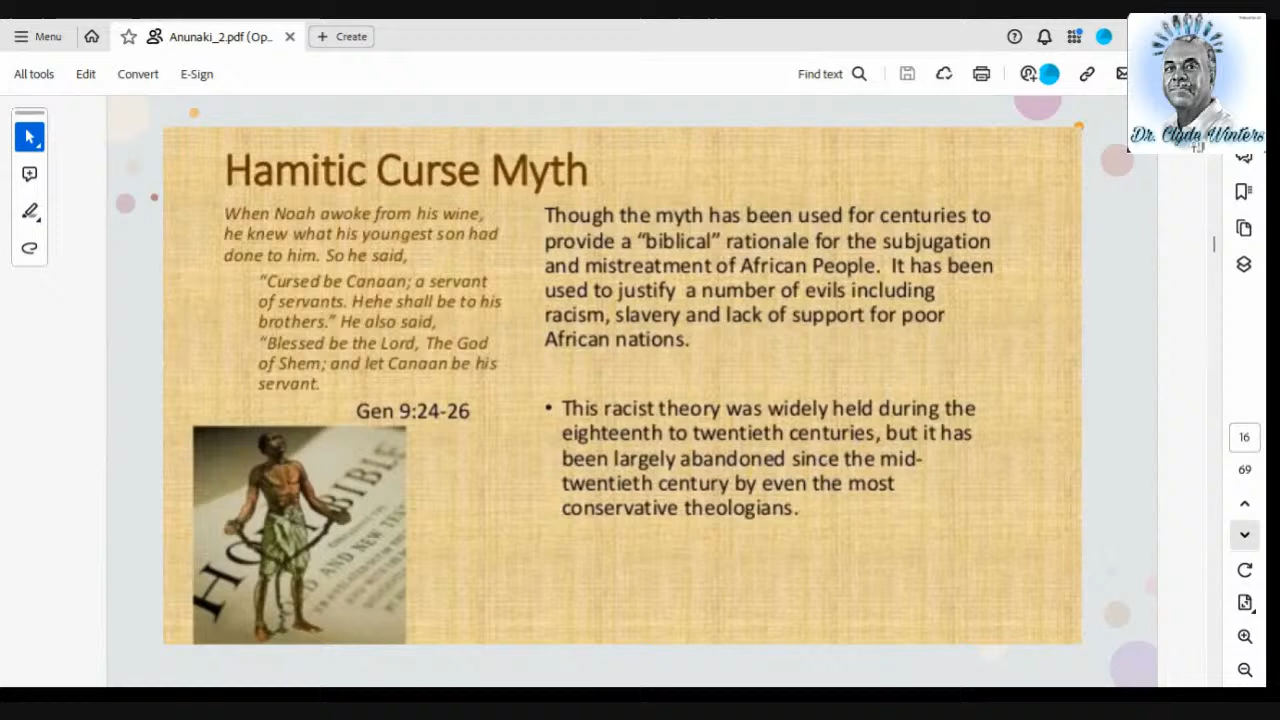 Menu
Anunaki_2.pdf (Op...
Create
All tools
Edit
Convert
E-Sign
Find text
Dr. Clyde Winters
Hamitic Curse Myth
When Noah awoke from his wine,
he knew what his youngest son had
done to him. So he said,
"Cursed be Canaan; a servant
of servants. Hehe shall be to his
brothers." He also said,
"Blessed be the Lord, The God
of Shem; and let Canaan be his
servant.
Gen 9:24-26
HOLY BIBLE
AND NEW
Though the myth has been used for centuries to
provide a "biblical" rationale for the subjugation
and mistreatment of African People. It has been
used to justify a number of evils including
racism, slavery and lack of support for poor
African nations.
• This racist theory was widely held during the
eighteenth to twentieth centuries, but it has
been largely abandoned since the mid-
twentieth century by even the most
conservative theologians.
16
69